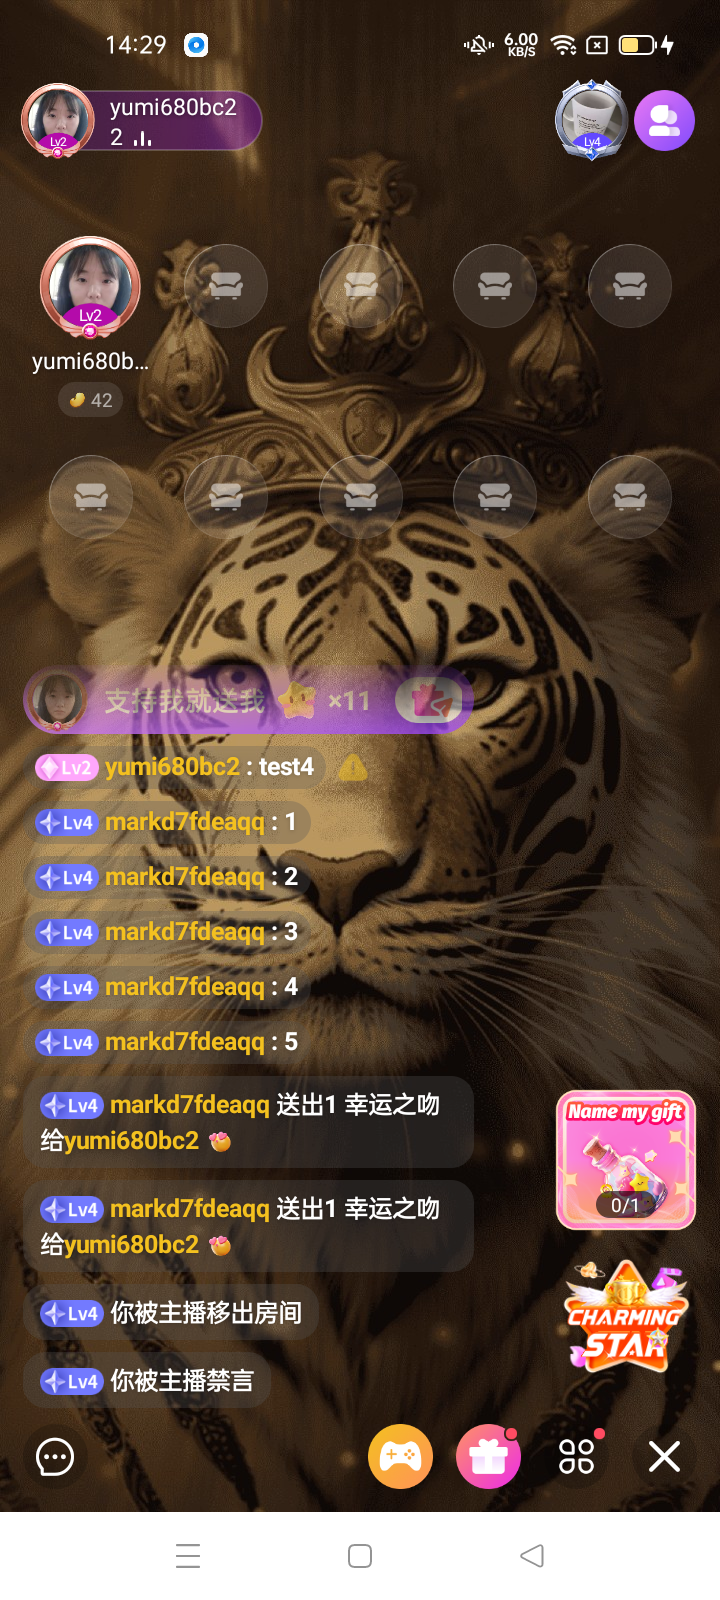 14:29
6.00
KB/S
yumi680bc2
2
Lv2
Lv4
Lv2
yumi680b...
42
支持我就送我 ×11
Lv2 yumi680bc2 : test4
Lv4 markd7fdeaqq : 1
Lv4 markd7fdeaqq : 2
Lv4 markd7fdeaqq : 3
Lv4 markd7fdeaqq : 4
Lv4 markd7fdeaqq : 5
Lv4 markd7fdeaqq 送出1 幸运之吻
给yumi680bc2
Lv4 markd7fdeaqq 送出1 幸运之吻
给yumi680bc2
Lv4 你被主播移出房间
Lv4 你被主播禁言
Name my gift
0/1
CHARMING
STAR